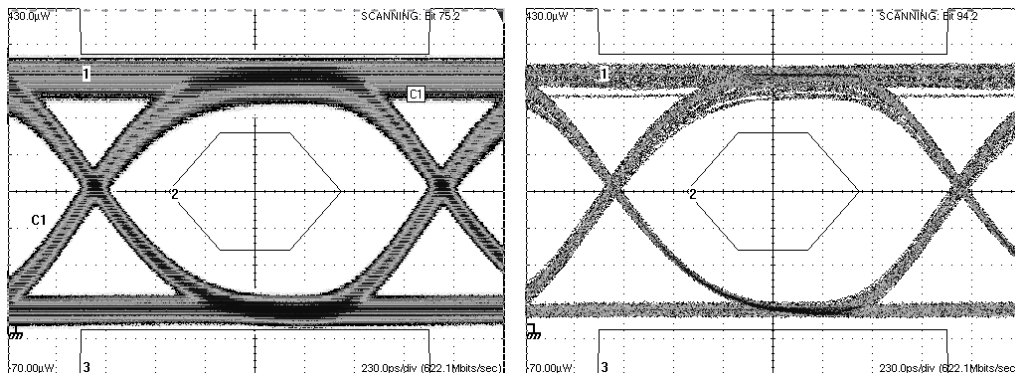 430.0µW SCANNING: Bit 75.2
1
C1
2
C1
-70.00µW 3 230.0ps/div (622.1Mbits/sec)
430.0µW SCANNING: Bit 94.2
1
2
-70.00µW 3 230.0ps/div (622.1Mbits/sec)